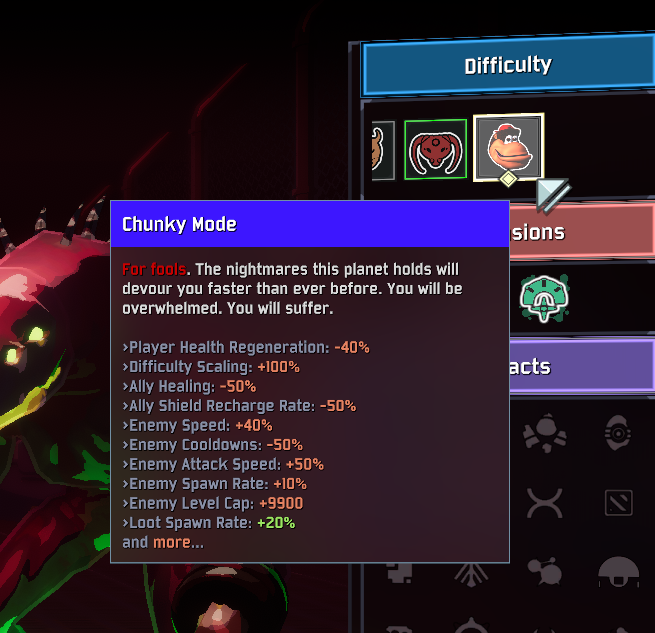 Difficulty
sions
acts
Chunky Mode
For fools. The nightmares this planet holds will
devour you faster than ever before. You will be
overwhelmed. You will suffer.
>Player Health Regeneration: -40%
>Difficulty Scaling: +100%
>Ally Healing: -50%
>Ally Shield Recharge Rate: -50%
>Enemy Speed: +40%
>Enemy Cooldowns: -50%
>Enemy Attack Speed: +50%
>Enemy Spawn Rate: +10%
>Enemy Level Cap: +9900
>Loot Spawn Rate: +20%
and more...